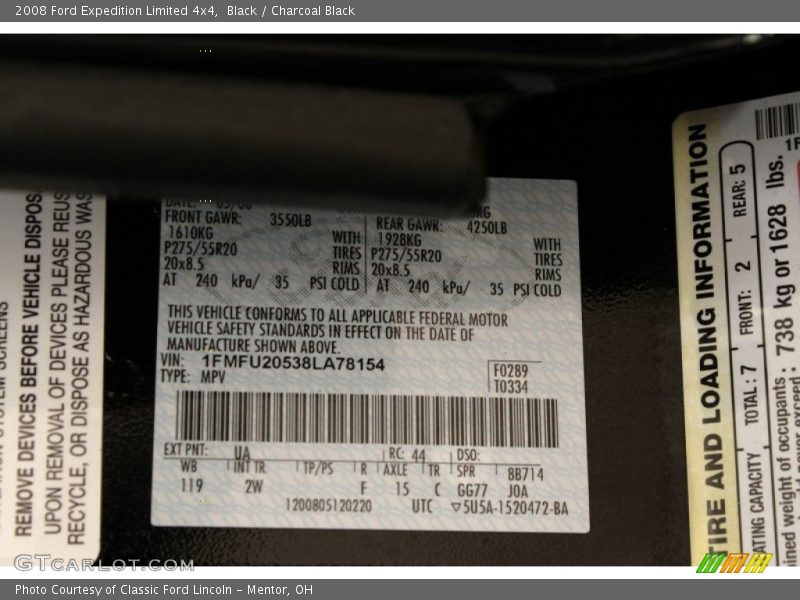 2008 Ford Expedition Limited 4x4, Black / Charcoal Black
REMOVE DEVICES BEFORE VEHICLE DISPOS
UPON REMOVAL OF DEVICES PLEASE REUS
RECYCLE, OR DISPOSE AS HAZARDOUS WAS
FRONT GAWR: 3550LB
1610KG WITH
P275/55R20 TIRES
20x8.5 RIMS
AT 240 kPa/ 35 PSI COLD
REAR GAWR: 4250LB
1928KG WITH
P275/55R20 TIRES
20x8.5 RIMS
AT 240 kPa/ 35 PSI COLD
THIS VEHICLE CONFORMS TO ALL APPLICABLE FEDERAL MOTOR
VEHICLE SAFETY STANDARDS IN EFFECT ON THE DATE OF
MANUFACTURE SHOWN ABOVE.
VIN: 1FMFU20538LA78154
TYPE: MPV
F0289
T0334
EXT PNT: UA RC: 44 DSO:
WB INT TR TP/PS R AXLE TR SPR 8B714
119 2W F 15 C GG77 J0A
1200805120220 UTC ▽5U5A-1520472-BA
TIRE AND LOADING INFORMATION
TOTAL: 7 FRONT: 2 REAR: 5
738 kg or 1628 lbs.
GTCARLOT.COM
Photo Courtesy of Classic Ford Lincoln - Mentor, OH